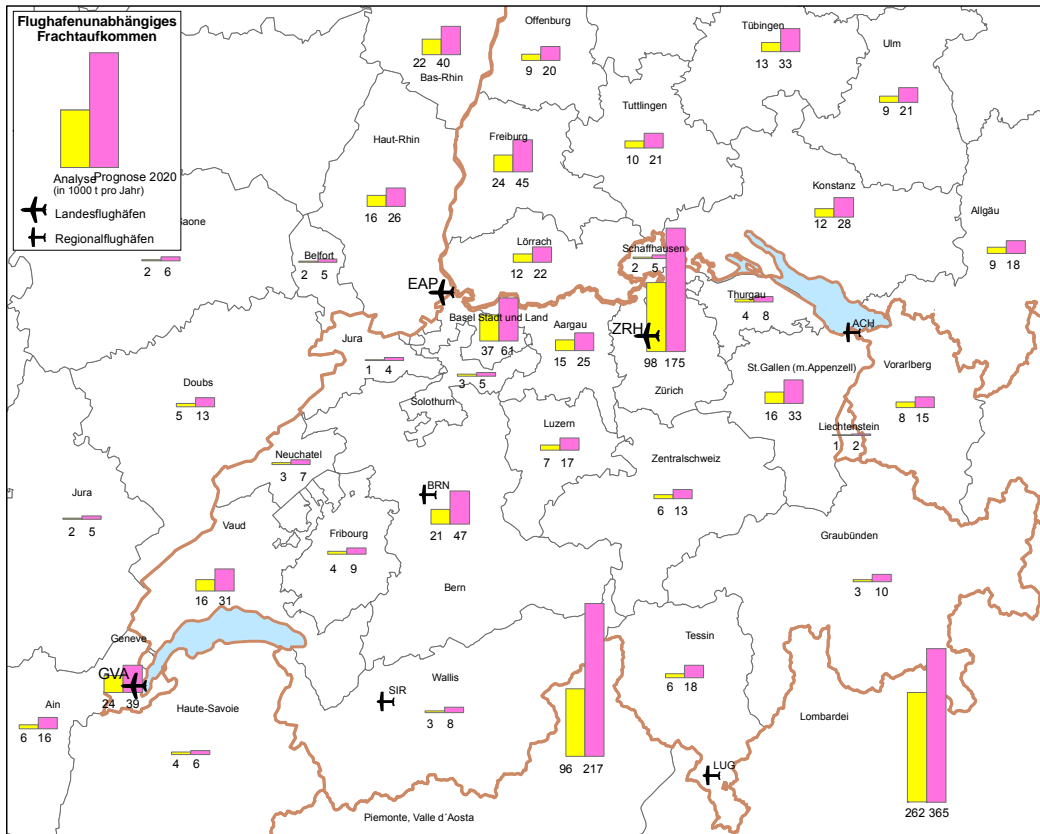 Flughafenunabhängiges
Frachtaufkommen
Analyse
Prognose 2020
(in 1000 t pro Jahr)
Landesflughäfen
Regionalflughäfen
Offenburg
9 20
Tübingen
13 33
Ulm
9 21
22 40
Bas-Rhin
Haut-Rhin
16 26
Freiburg
24 45
Tuttlingen
10 21
Konstanz
12 28
Allgäu
9 18
aone
2 6
Belfort
2 5
Lörrach
12 22
Schaffhausen
2 5
EAP
Thurgau
4 8
ACH
Basel Stadt und Land
37 61
Aargau
15 25
ZRH
98 175
Zürich
Jura
1 4
3 5
Solothurn
St.Gallen (m.Appenzell)
16 33
Vorarlberg
8 15
Liechtenstein
1 2
Doubs
5 13
Luzern
7 17
Neuchatel
3 7
Zentralschweiz
6 13
Jura
2 5
BRN
21 47
Vaud
16 31
Fribourg
4 9
Bern
Graubünden
3 10
Geneve
GVA
24 39
Tessin
6 18
Ain
6 16
Haute-Savoie
4 6
SIR
Wallis
3 8
96 217
Lombardei
262 365
LUG
Piemonte, Valle d´Aosta